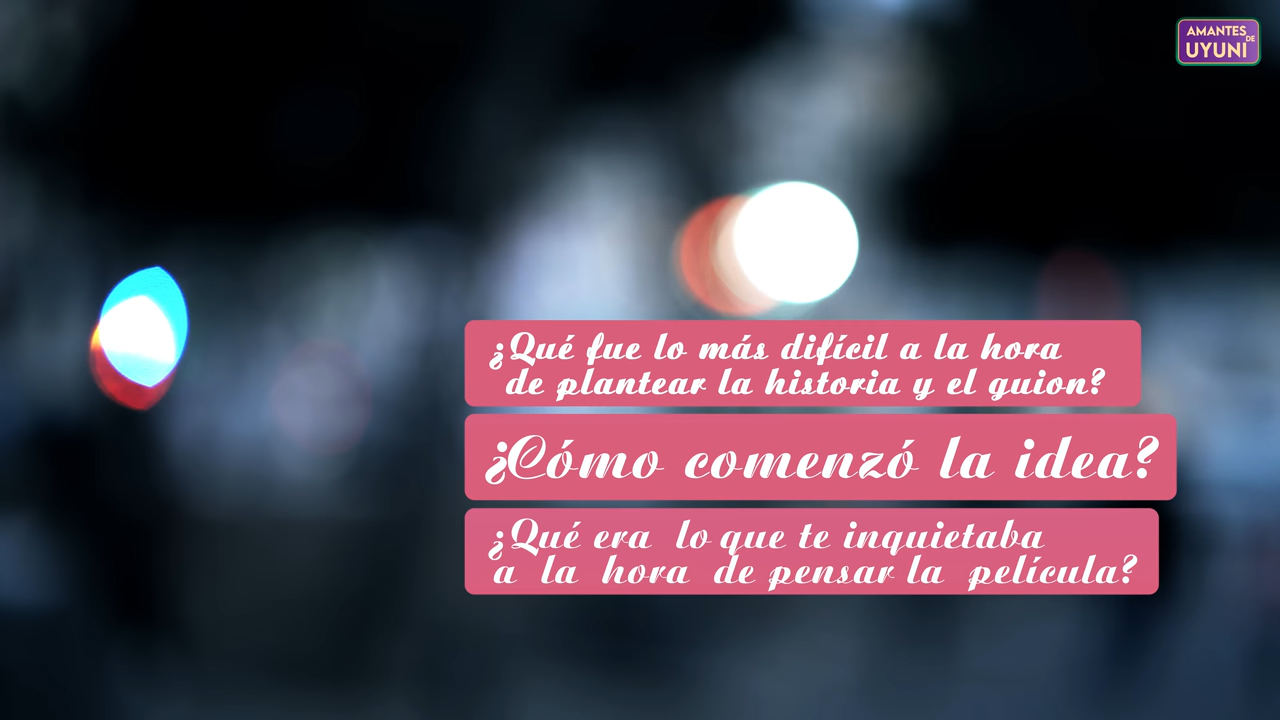 AMANTES
DE
UYUNI
¿Qué fue lo más difícil a la hora
de plantear la historia y el guion?
¿Cómo comenzó la idea?
¿Qué era lo que te inquietaba
a la hora de pensar la película?